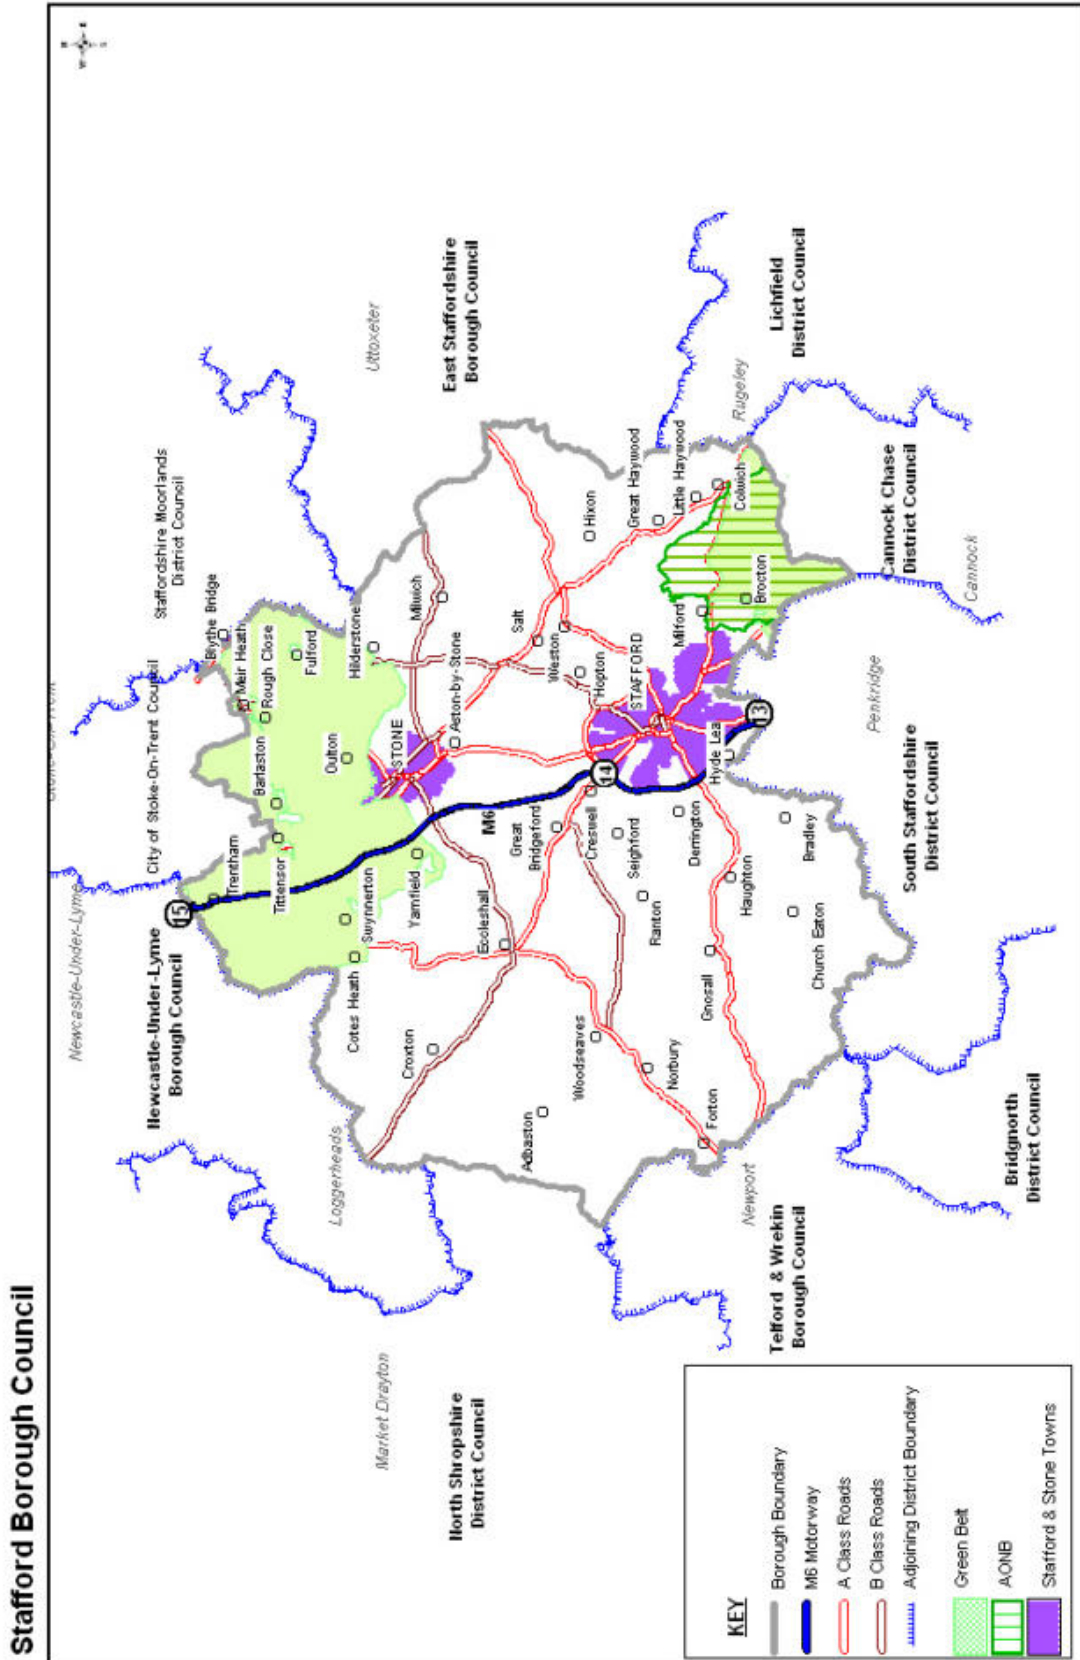 Stafford Borough Council
N
W
E
S
Newcastle-Under-Lyme
Newcastle-Under-Lyme
Borough Council
City of Stoke-On-Trent Council
Staffordshire Moorlands
District Council
Uttoxeter
East Staffordshire
Borough Council
Lichfield
District Council
Rugeley
Cannock Chase
District Council
Cannock
Penkridge
South Staffordshire
District Council
Bridgnorth
District Council
Newport
Telford & Wrekin
Borough Council
North Shropshire
District Council
Market Drayton
Loggerheads
15
Trentham
Tittensor
Barlaston
Blythe Bridge
Meir Heath
Rough Close
Fulford
Hilderstone
Oulton
STONE
Swynnerton
Yarnfield
Cotes Heath
Croxton
Eccleshall
M6
Milwich
Aston-by-Stone
Salt
Weston
Hopton
Hixon
Great Haywood
Little Haywood
Colwich
Brocton
Milford
STAFFORD
Hyde Lea
13
14
Great
Bridgeford
Creswell
Seighford
Derrington
Ranton
Haughton
Bradley
Church Eaton
Gnosall
Woodseaves
Norbury
Adbaston
Forton
KEY
Borough Boundary
M6 Motorway
A Class Roads
B Class Roads
Adjoining District Boundary
Green Belt
AONB
Stafford & Stone Towns